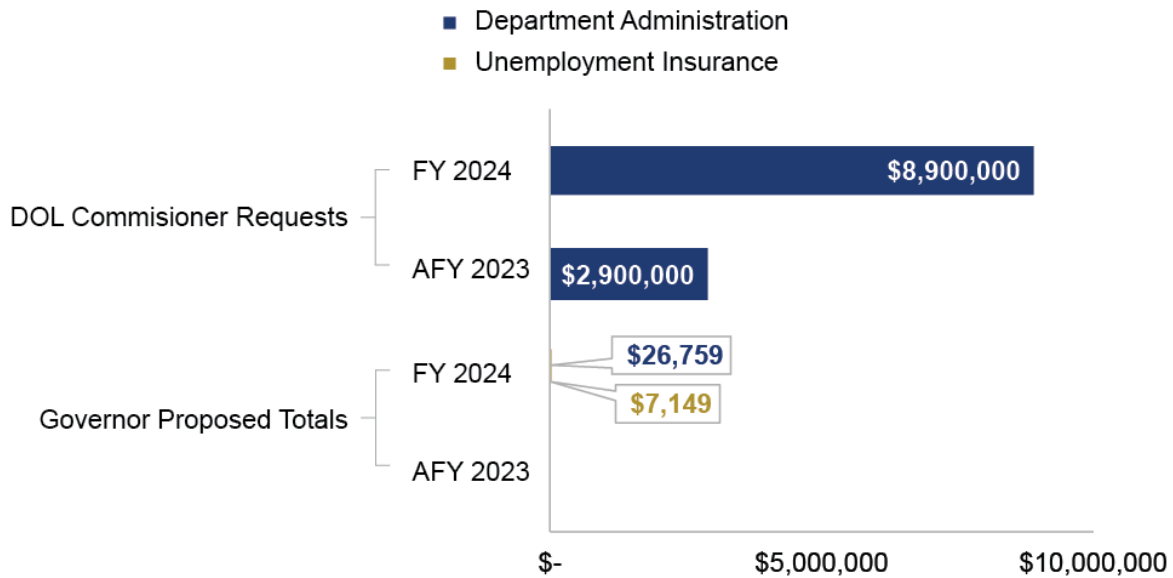 Department Administration
Unemployment Insurance
FY 2024
$8,900,000
DOL Commisioner Requests
AFY 2023
$2,900,000
$26,759
FY 2024
$7,149
Governor Proposed Totals
AFY 2023
$-
$5,000,000
$10,000,000